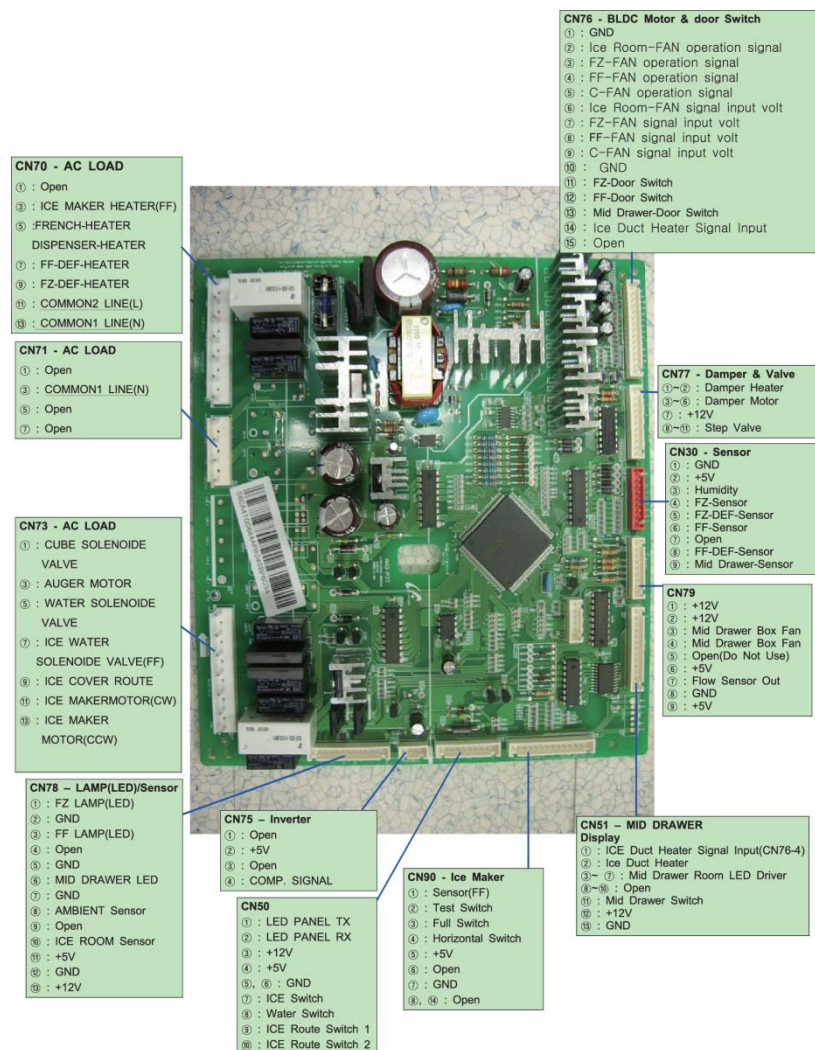 CN76 - BLDC Motor & door Switch
① : GND
② : Ice Room-FAN operation signal
③ : FZ-FAN operation signal
④ : FF-FAN operation signal
⑤ : C-FAN operation signal
⑥ : Ice Room-FAN signal input volt
⑦ : FZ-FAN signal input volt
⑧ : FF-FAN signal input volt
⑨ : C-FAN signal input volt
⑩ : GND
⑪ : FZ-Door Switch
⑫ : FF-Door Switch
⑬ : Mid Drawer-Door Switch
⑭ : Ice Duct Heater Signal Input
⑮ : Open
CN70 - AC LOAD
① : Open
③ : ICE MAKER HEATER(FF)
⑤ :FRENCH-HEATER
DISPENSER-HEATER
⑦ : FF-DEF-HEATER
⑨ : FZ-DEF-HEATER
⑪ : COMMON2 LINE(L)
⑬ : COMMON1 LINE(N)
CN71 - AC LOAD
① : Open
③ : COMMON1 LINE(N)
⑤ : Open
⑦ : Open
CN77 - Damper & Valve
①~② : Damper Heater
③~⑥ : Damper Motor
⑦ : +12V
⑧~⑪ : Step Valve
CN30 - Sensor
① : GND
② : +5V
③ : Humidity
④ : FZ-Sensor
⑤ : FZ-DEF-Sensor
⑥ : FF-Sensor
⑦ : Open
⑧ : FF-DEF-Sensor
⑨ : Mid Drawer-Sensor
CN73 - AC LOAD
① : CUBE SOLENOIDE
VALVE
③ : AUGER MOTOR
⑤ : WATER SOLENOIDE
VALVE
⑦ : ICE WATER
SOLENOIDE VALVE(FF)
⑨ : ICE COVER ROUTE
⑪ : ICE MAKERMOTOR(CW)
⑬ : ICE MAKER
MOTOR(CCW)
CN79
① : +12V
② : +12V
③ : Mid Drawer Box Fan
④ : Mid Drawer Box Fan
⑤ : Open(Do Not Use)
⑥ : +5V
⑦ : Flow Sensor Out
⑧ : GND
⑨ : +5V
CN78 – LAMP(LED)/Sensor
① : FZ LAMP(LED)
② : GND
③ : FF LAMP(LED)
④ : Open
⑤ : GND
⑥ : MID DRAWER LED
⑦ : GND
⑧ : AMBIENT Sensor
⑨ : Open
⑩ : ICE ROOM Sensor
⑪ : +5V
⑫ : GND
⑬ : +12V
CN75 – Inverter
① : Open
② : +5V
③ : Open
④ : COMP. SIGNAL
CN50
① : LED PANEL TX
② : LED PANEL RX
③ : +12V
④ : +5V
⑤, ⑥ : GND
⑦ : ICE Switch
⑧ : Water Switch
⑨ : ICE Route Switch 1
⑩ : ICE Route Switch 2
CN90 - Ice Maker
① : Sensor(FF)
② : Test Switch
③ : Full Switch
④ : Horizontal Switch
⑤ : +5V
⑥ : Open
⑦ : GND
⑧, ⑭ : Open
CN51 – MID DRAWER
Display
① : ICE Duct Heater Signal Input(CN76-4)
② : Ice Duct Heater
③~ ⑦ : Mid Drawer Room LED Driver
⑧~⑩ : Open
⑪ : Mid Drawer Switch
⑫ : +12V
⑬ : GND